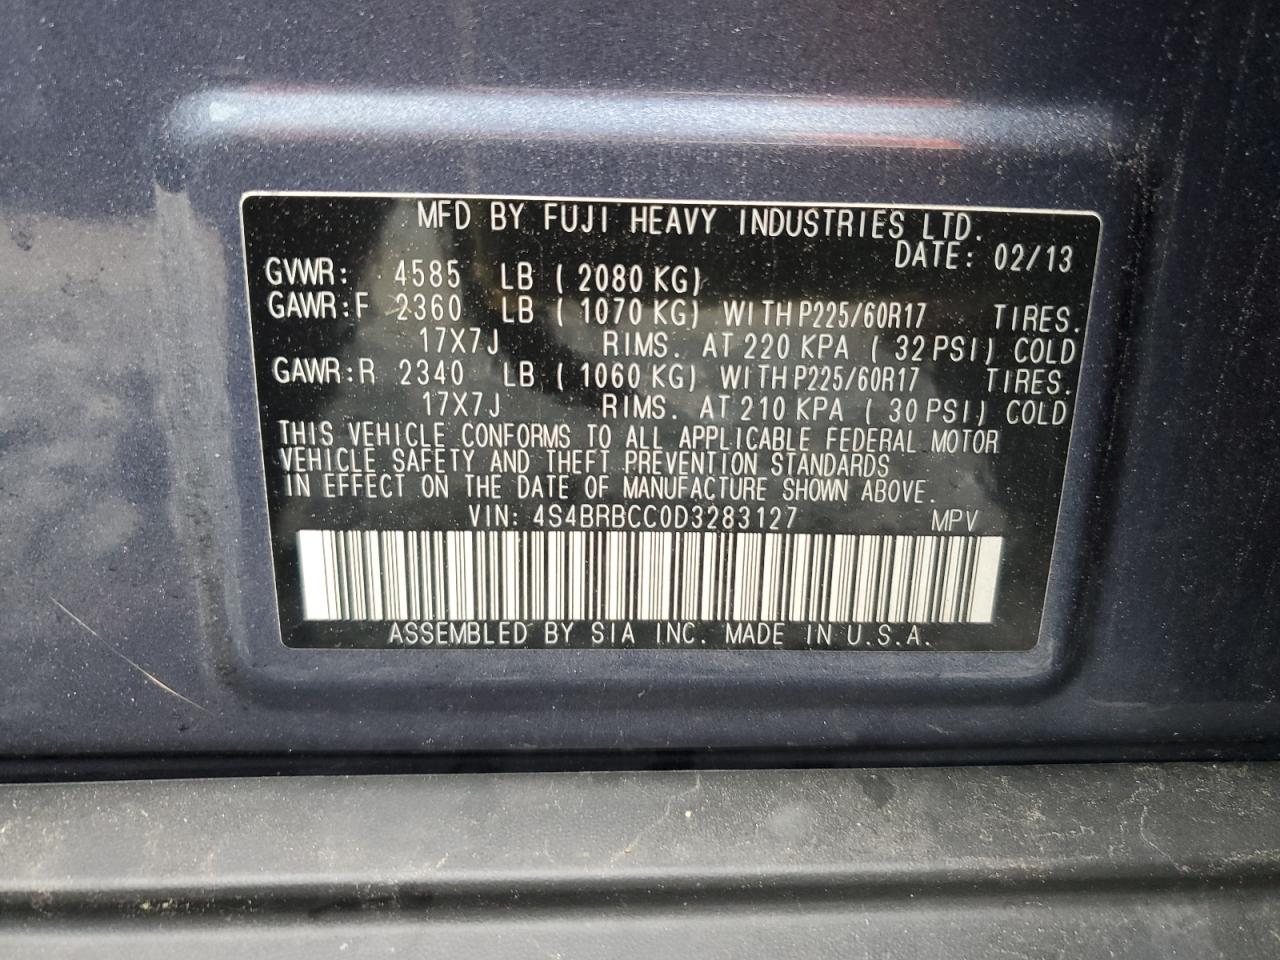 MFD BY FUJI HEAVY INDUSTRIES LTD.
DATE: 02/13
GVWR: 4585 LB ( 2080 KG)
GAWR:F 2360 LB ( 1070 KG) WITH P225/60R17 TIRES.
17X7J RIMS. AT 220 KPA ( 32 PSI) COLD
GAWR:R 2340 LB ( 1060 KG) WITH P225/60R17 TIRES.
17X7J RIMS. AT 210 KPA ( 30 PSI) COLD
THIS VEHICLE CONFORMS TO ALL APPLICABLE FEDERAL MOTOR
VEHICLE SAFETY AND THEFT PREVENTION STANDARDS
IN EFFECT ON THE DATE OF MANUFACTURE SHOWN ABOVE.
VIN: 4S4BRBCC0D3283127 MPV
ASSEMBLED BY SIA INC. MADE IN U.S.A.